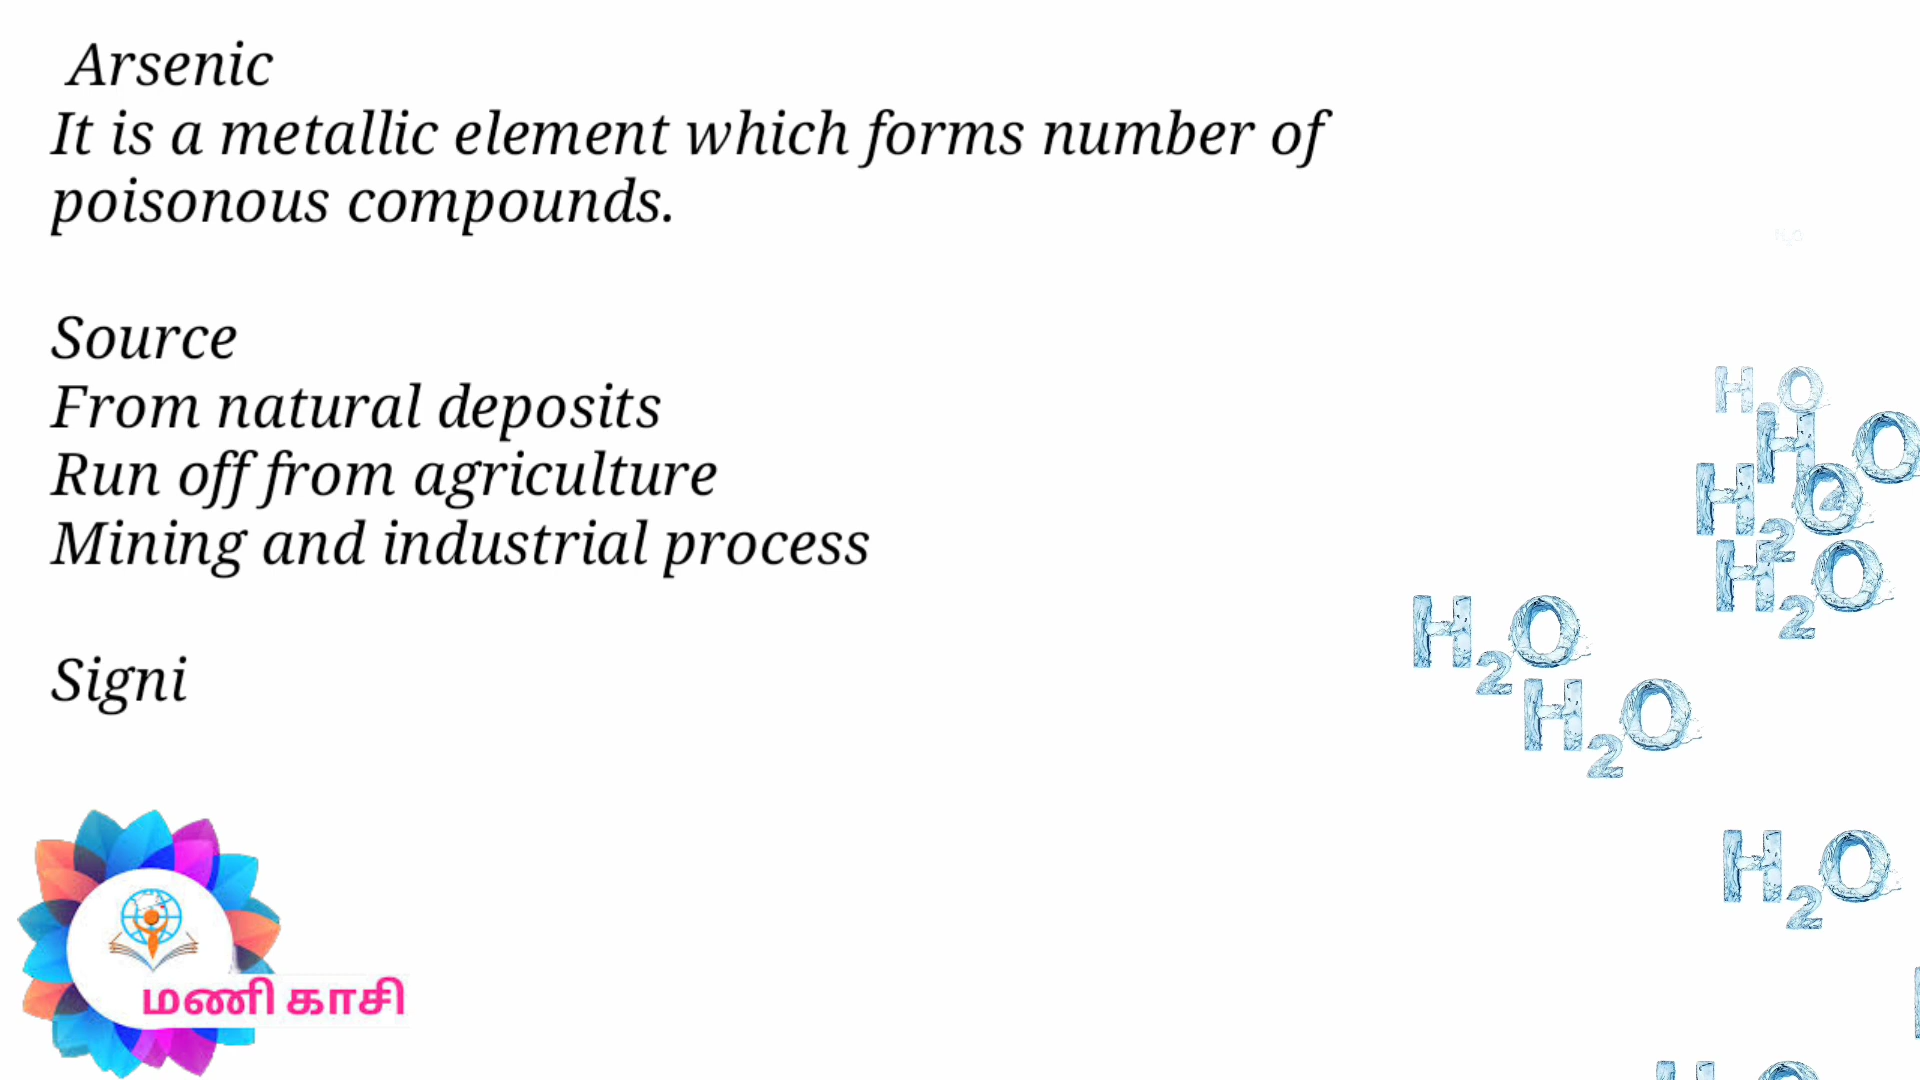 Arsenic
It is a metallic element which forms number of
poisonous compounds.
Source
From natural deposits
Run off from agriculture
Mining and industrial process
Signi
H2O
H2O
H2O
H2O
H2O
H2O
H2O
மணி காசி